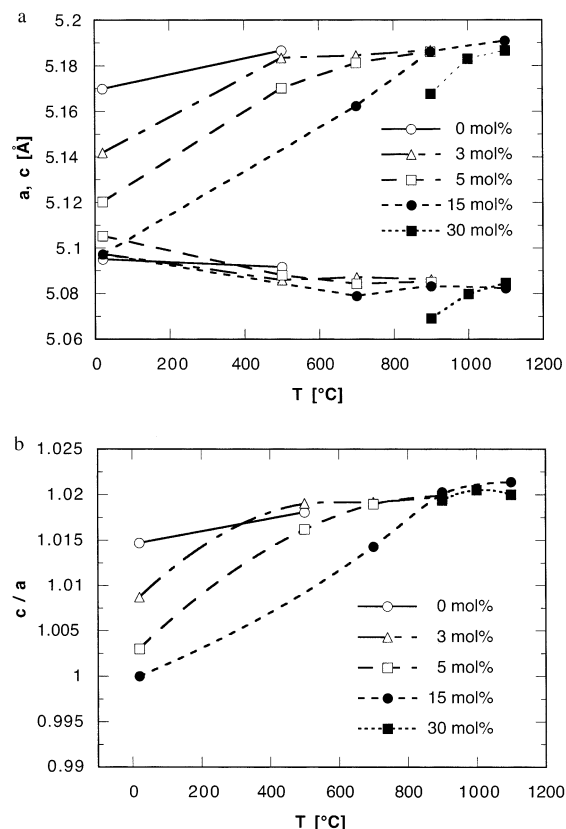 a
5.2
5.18
5.16
5.14
5.12
5.1
5.08
5.06
a, c [Å]
0 mol%
3 mol%
5 mol%
15 mol%
30 mol%
0 200 400 600 800 1000 1200
T [°C]
b
1.025
1.02
1.015
1.01
1.005
1
0.995
0.99
c / a
0 mol%
3 mol%
5 mol%
15 mol%
30 mol%
0 200 400 600 800 1000 1200
T [°C]